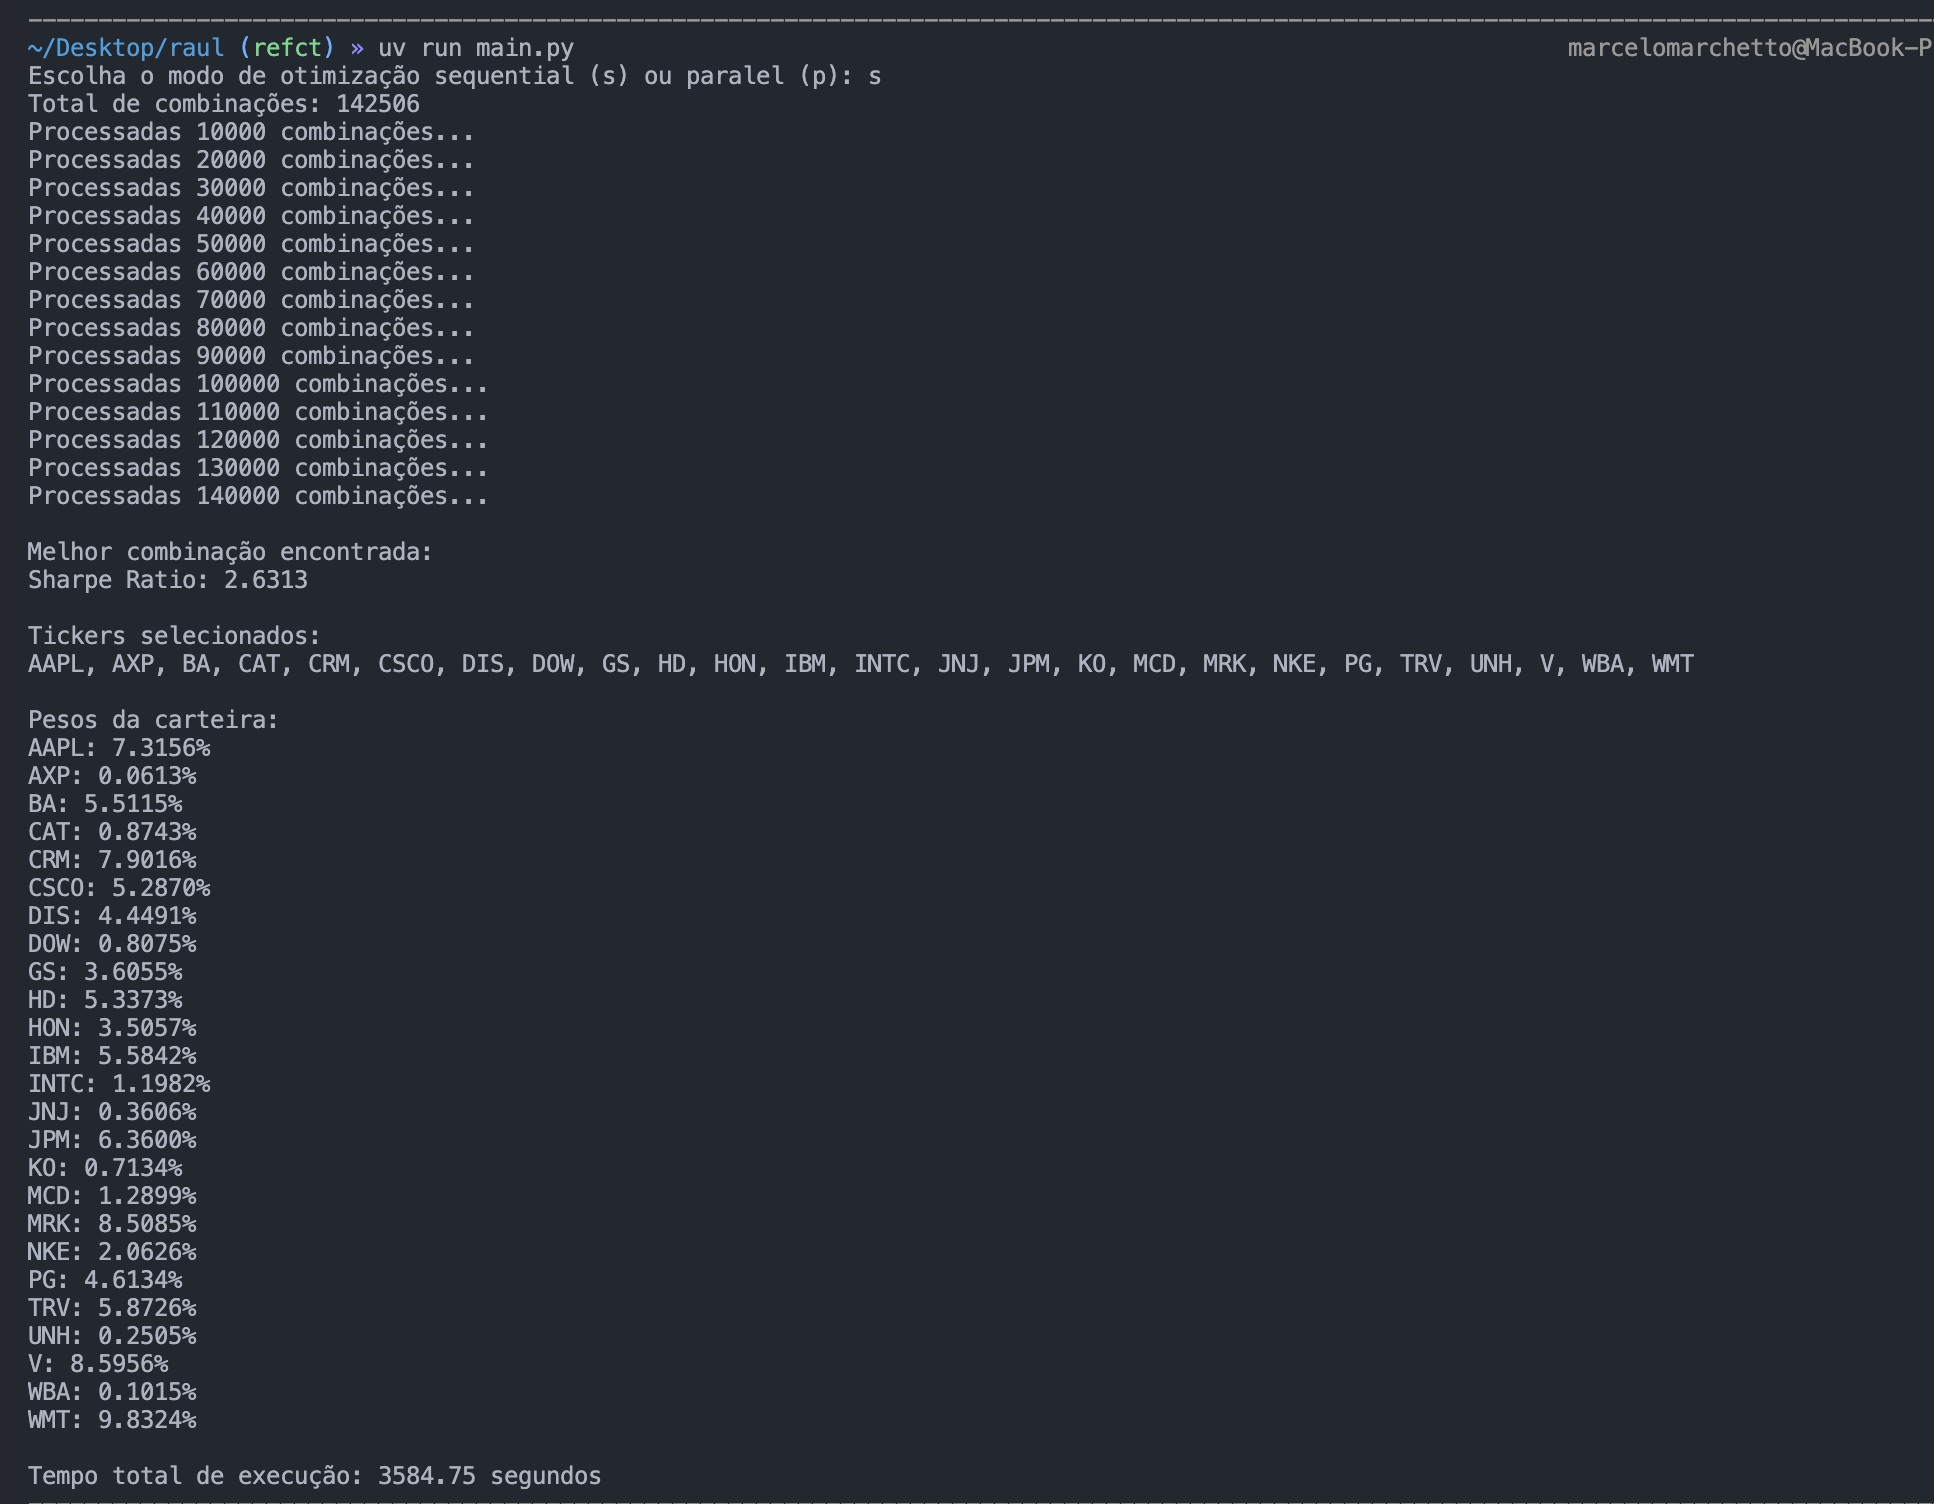 ~/Desktop/raul (refct) » uv run main.py marcelomarchetto@MacBook-P
Escolha o modo de otimização sequential (s) ou paralel (p): s
Total de combinações: 142506
Processadas 10000 combinações...
Processadas 20000 combinações...
Processadas 30000 combinações...
Processadas 40000 combinações...
Processadas 50000 combinações...
Processadas 60000 combinações...
Processadas 70000 combinações...
Processadas 80000 combinações...
Processadas 90000 combinações...
Processadas 100000 combinações...
Processadas 110000 combinações...
Processadas 120000 combinações...
Processadas 130000 combinações...
Processadas 140000 combinações...
Melhor combinação encontrada:
Sharpe Ratio: 2.6313
Tickers selecionados:
AAPL, AXP, BA, CAT, CRM, CSCO, DIS, DOW, GS, HD, HON, IBM, INTC, JNJ, JPM, KO, MCD, MRK, NKE, PG, TRV, UNH, V, WBA, WMT
Pesos da carteira:
AAPL: 7.3156%
AXP: 0.0613%
BA: 5.5115%
CAT: 0.8743%
CRM: 7.9016%
CSCO: 5.2870%
DIS: 4.4491%
DOW: 0.8075%
GS: 3.6055%
HD: 5.3373%
HON: 3.5057%
IBM: 5.5842%
INTC: 1.1982%
JNJ: 0.3606%
JPM: 6.3600%
KO: 0.7134%
MCD: 1.2899%
MRK: 8.5085%
NKE: 2.0626%
PG: 4.6134%
TRV: 5.8726%
UNH: 0.2505%
V: 8.5956%
WBA: 0.1015%
WMT: 9.8324%
Tempo total de execução: 3584.75 segundos